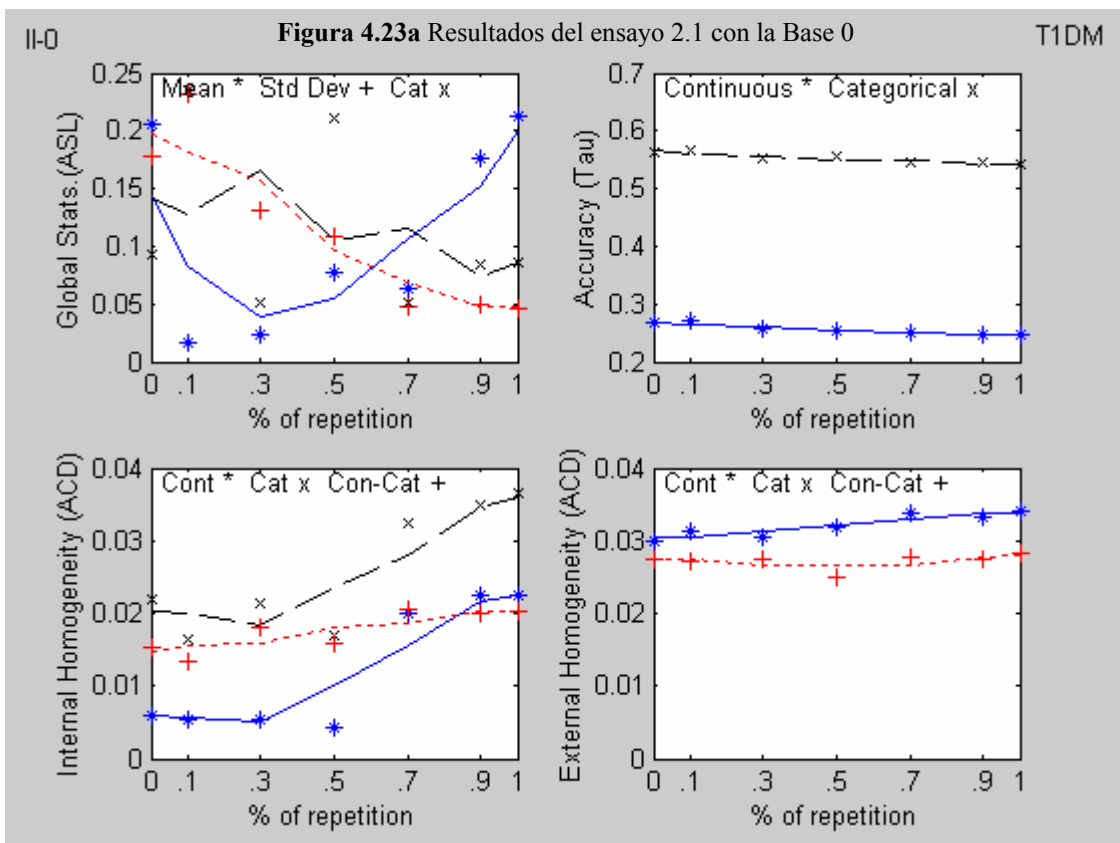 II-0
Figura 4.23a Resultados del ensayo 2.1 con la Base 0
T1DM
Mean * Std Dev + Cat x
Global Stats.(ASL)
0.25
0.2
0.15
0.1
0.05
0
0 .1 .3 .5 .7 .9 1
% of repetition
Continuous * Categorical x
Accuracy (Tau)
0.7
0.6
0.5
0.4
0.3
0.2
0 .1 .3 .5 .7 .9 1
% of repetition
Cont * Cat x Con-Cat +
Internal Homogeneity (ACD)
0.04
0.03
0.02
0.01
0
0 .1 .3 .5 .7 .9 1
% of repetition
Cont * Cat x Con-Cat +
External Homogeneity (ACD)
0.04
0.03
0.02
0.01
0
0 .1 .3 .5 .7 .9 1
% of repetition